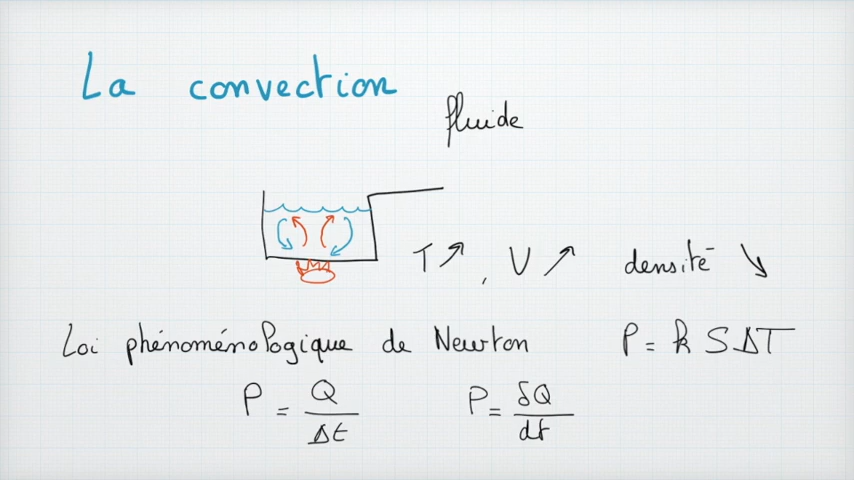 La convection
fluide
T↗, V↗ densité ↘
Loi phénoménologique de Newton P = k S ΔT
P = Q/Δt P = δQ/dt